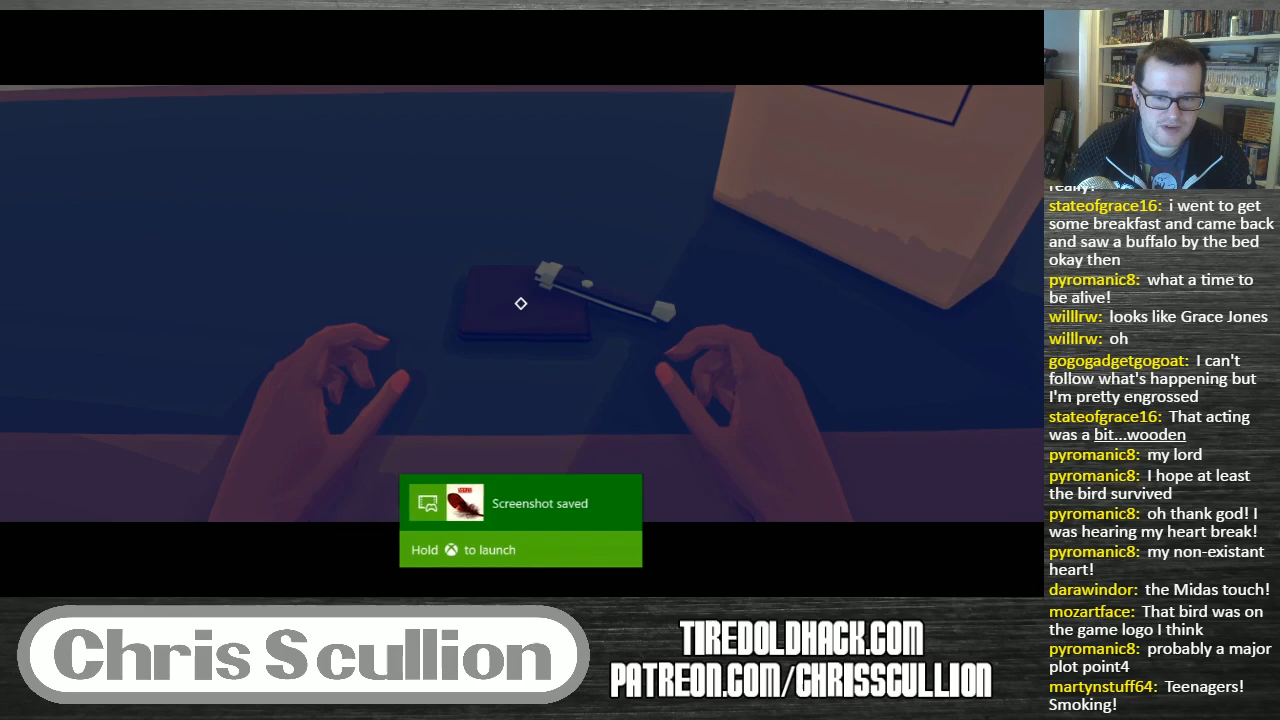 really?
stateofgrace16: i went to get
some breakfast and came back
and saw a buffalo by the bed
okay then
pyromanic8: what a time to
be alive!
willlrw: looks like Grace Jones
willlrw: oh
gogogadgetgogoat: I can't
follow what's happening but
I'm pretty engrossed
stateofgrace16: That acting
was a bit...wooden
pyromanic8: my lord
pyromanic8: I hope at least
the bird survived
pyromanic8: oh thank god! I
was hearing my heart break!
pyromanic8: my non-existant
heart!
darawindor: the Midas touch!
mozartface: That bird was on
the game logo I think
pyromanic8: probably a major
plot point4
martynstuff64: Teenagers!
Smoking!
Screenshot saved
Hold to launch
Chris Scullion
TIREDOLDHACK.COM
PATREON.COM/CHRISSCULLION